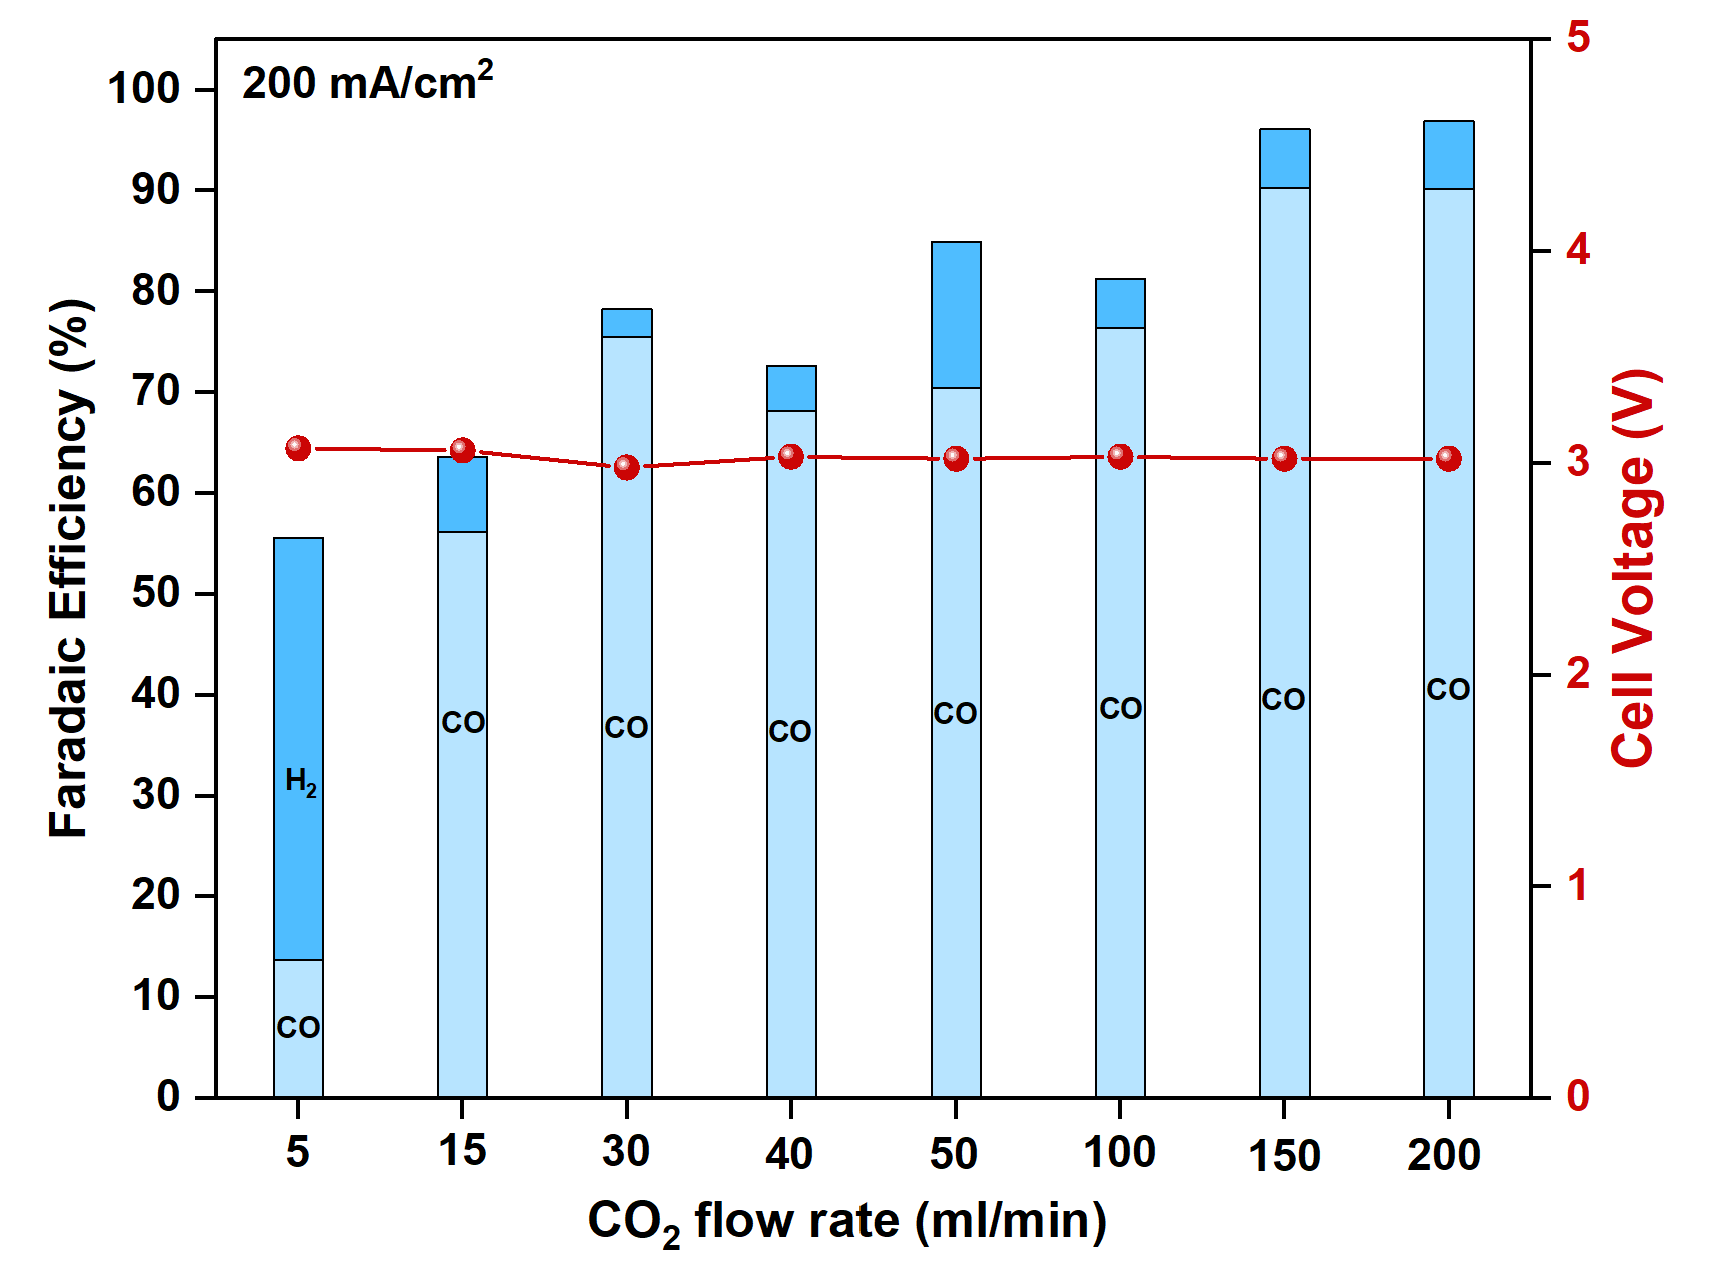 200 mA/cm²
Faradaic Efficiency (%)
100
90
80
70
60
50
40
30
20
10
0
H₂
CO
CO
CO
CO
CO
CO
CO
CO
5
4
3
2
1
0
Cell Voltage (V)
5 15 30 40 50 100 150 200
CO₂ flow rate (ml/min)